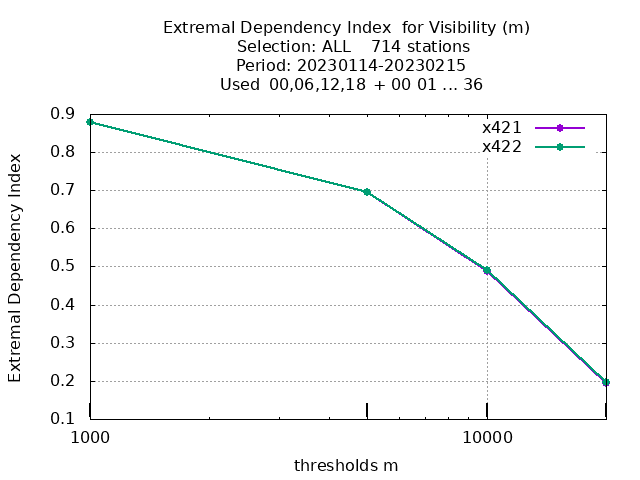 Extremal Dependency Index  for Visibility (m)
Selection: ALL    714 stations
Period: 20230114-20230215
Used  00,06,12,18  + 00 01 ... 36
x421
x422
0.9
0.8
0.7
0.6
0.5
0.4
0.3
0.2
0.1
Extremal Dependency Index
1000
10000
thresholds m